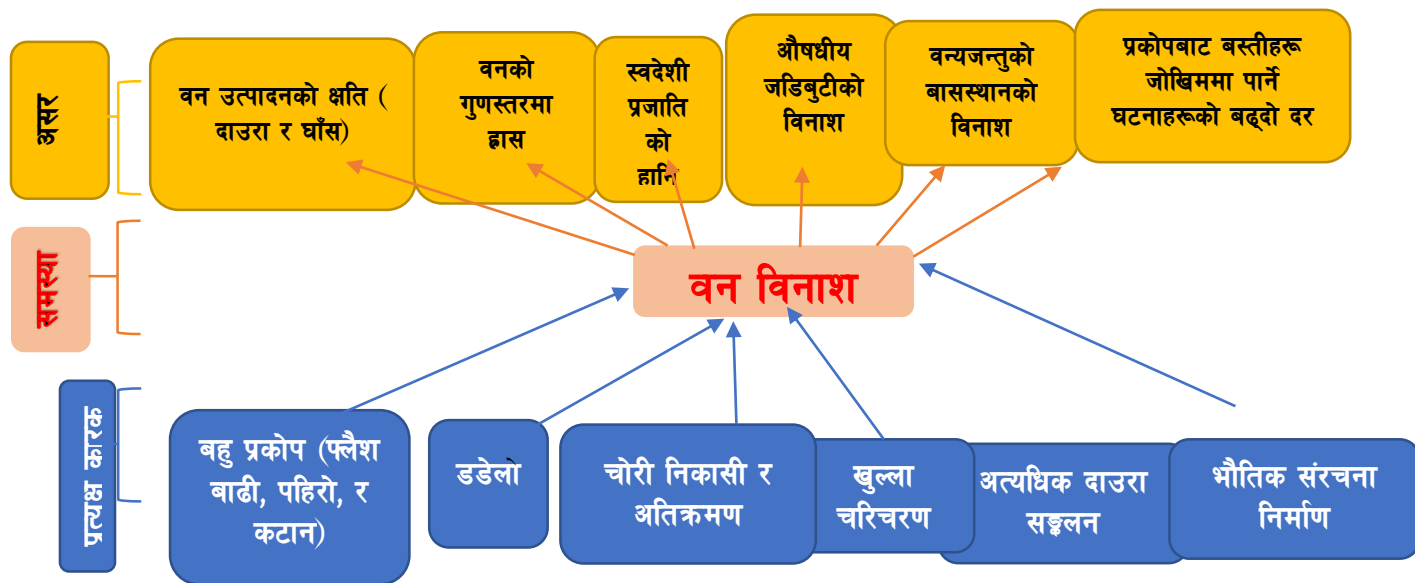 असर
वन उत्पादनको क्षति (
दाउरा र घाँस)
वनको
गुणस्तरमा
ह्रास
स्वदेशी
प्रजाति
को
हानि
औषधीय
जडिबुटीको
विनाश
वन्यजन्तुको
बासस्थानको
विनाश
प्रकोपबाट बस्तीहरू
जोखिममा पार्ने
घटनाहरूको बढ्दो दर
समस्या
वन विनाश
प्रत्यक्ष कारक
बहु प्रकोप (फ्लैश
बाढी, पहिरो, र
कटान)
डडेलो
चोरी निकासी र
अतिक्रमण
खुल्ला
चरिचरण
अत्यधिक दाउरा
सङ्कलन
भौतिक संरचना
निर्माण